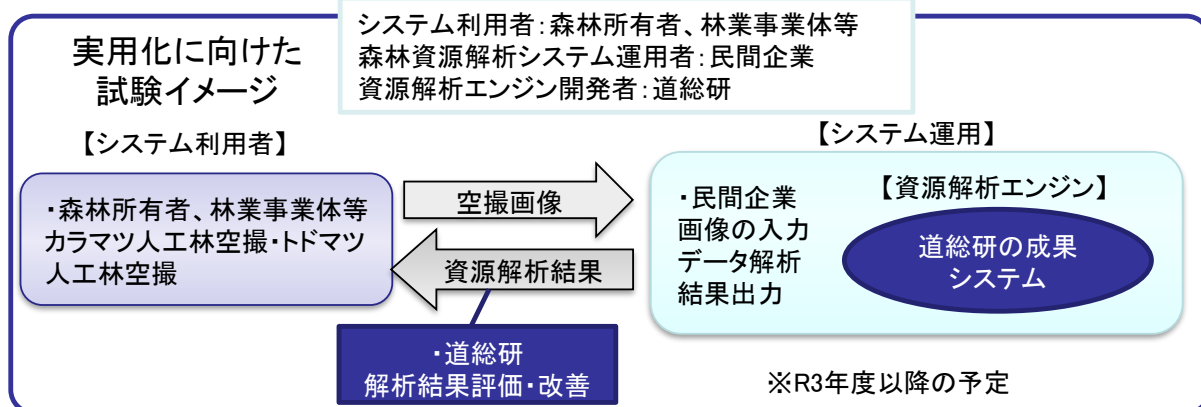 実用化に向けた
試験イメージ
システム利用者：森林所有者、林業事業体等
森林資源解析システム運用者：民間企業
資源解析エンジン開発者：道総研
【システム利用者】
・森林所有者、林業事業体等
カラマツ人工林空撮・トドマツ
人工林空撮
空撮画像
資源解析結果
・道総研
解析結果評価・改善
【システム運用】
・民間企業
画像の入力
データ解析
結果出力
【資源解析エンジン】
道総研の成果
システム
※R3年度以降の予定